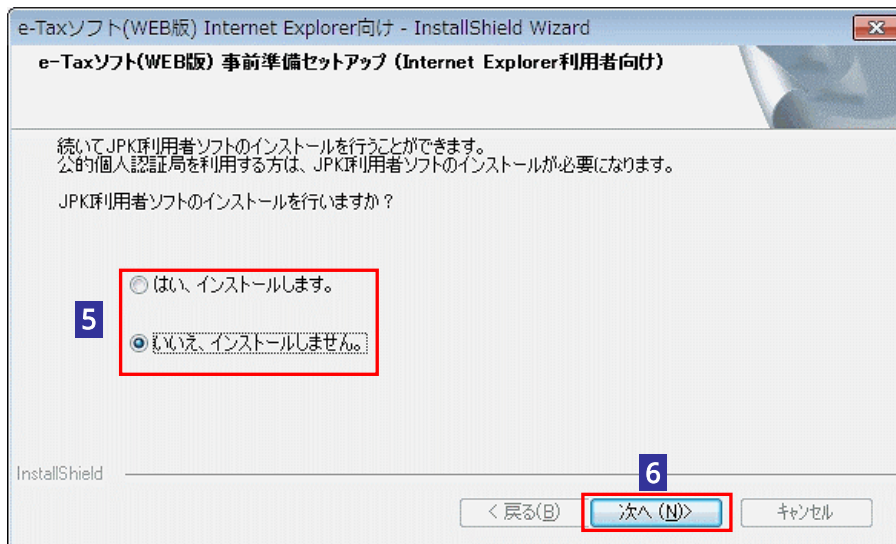 e-Taxソフト(WEB版) Internet Explorer向け - InstallShield Wizard
e-Taxソフト(WEB版) 事前準備セットアップ (Internet Explorer利用者向け)
続いてJPKI利用者ソフトのインストールを行うことができます。
公的個人認証局を利用する方は、JPKI利用者ソフトのインストールが必要になります。
JPKI利用者ソフトのインストールを行いますか?
はい、インストールします。
5
いいえ、インストールしません。
InstallShield
6
< 戻る(B)
次へ (N)>
キャンセル